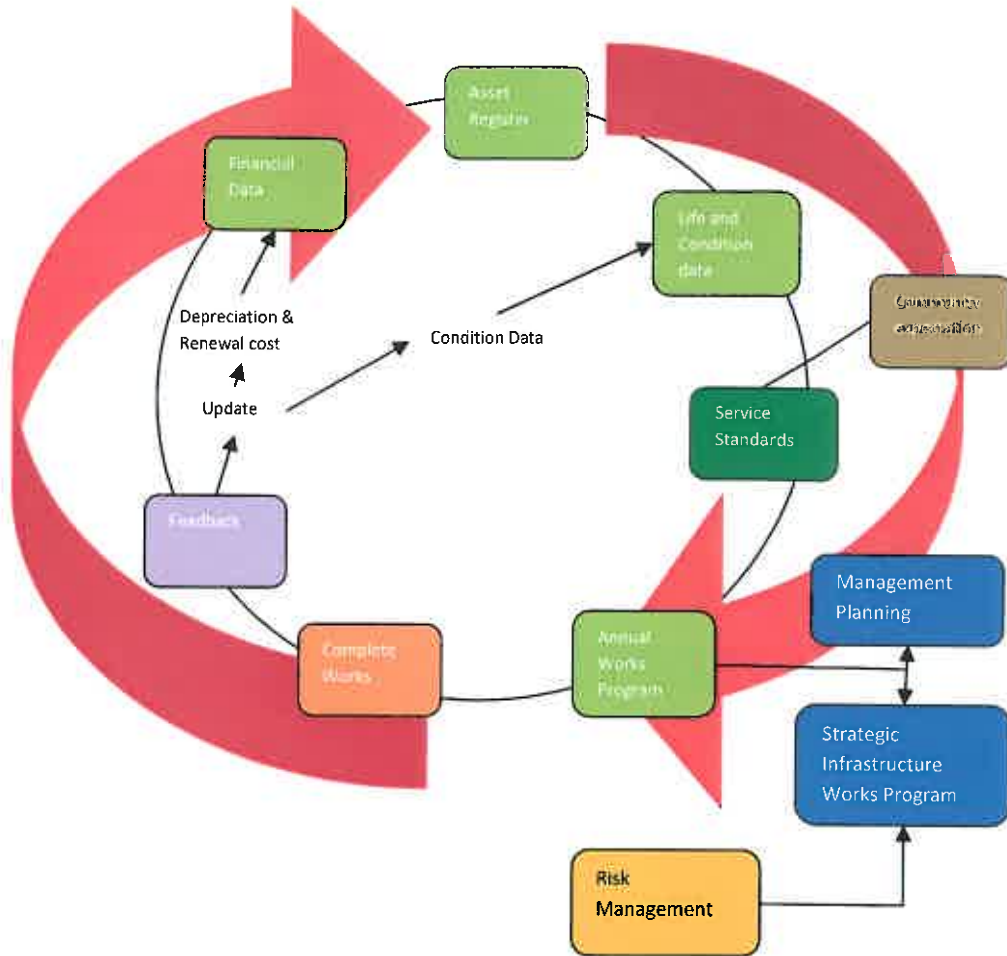 Asset
Register
Financial
Data
Life and
Condition
data
Community
Depreciation &
Renewal cost
Condition Data
Update
Service
Standards
Feedback
Management
Planning
Annual
Works
Program
Complete
Works
Strategic
Infrastructure
Works Program
Risk
Management